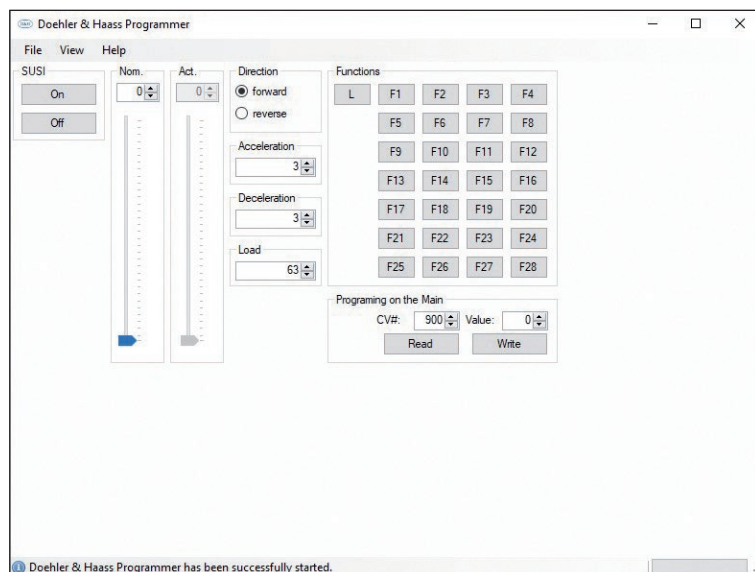 Doehler & Haass Programmer
File View Help
SUSI
On
Off
Nom.
0
Act.
0
Direction
forward
reverse
Acceleration
3
Deceleration
3
Load
63
Functions
L F1 F2 F3 F4
F5 F6 F7 F8
F9 F10 F11 F12
F13 F14 F15 F16
F17 F18 F19 F20
F21 F22 F23 F24
F25 F26 F27 F28
Programing on the Main
CV#: 900 Value: 0
Read Write
Doehler & Haass Programmer has been successfully started.